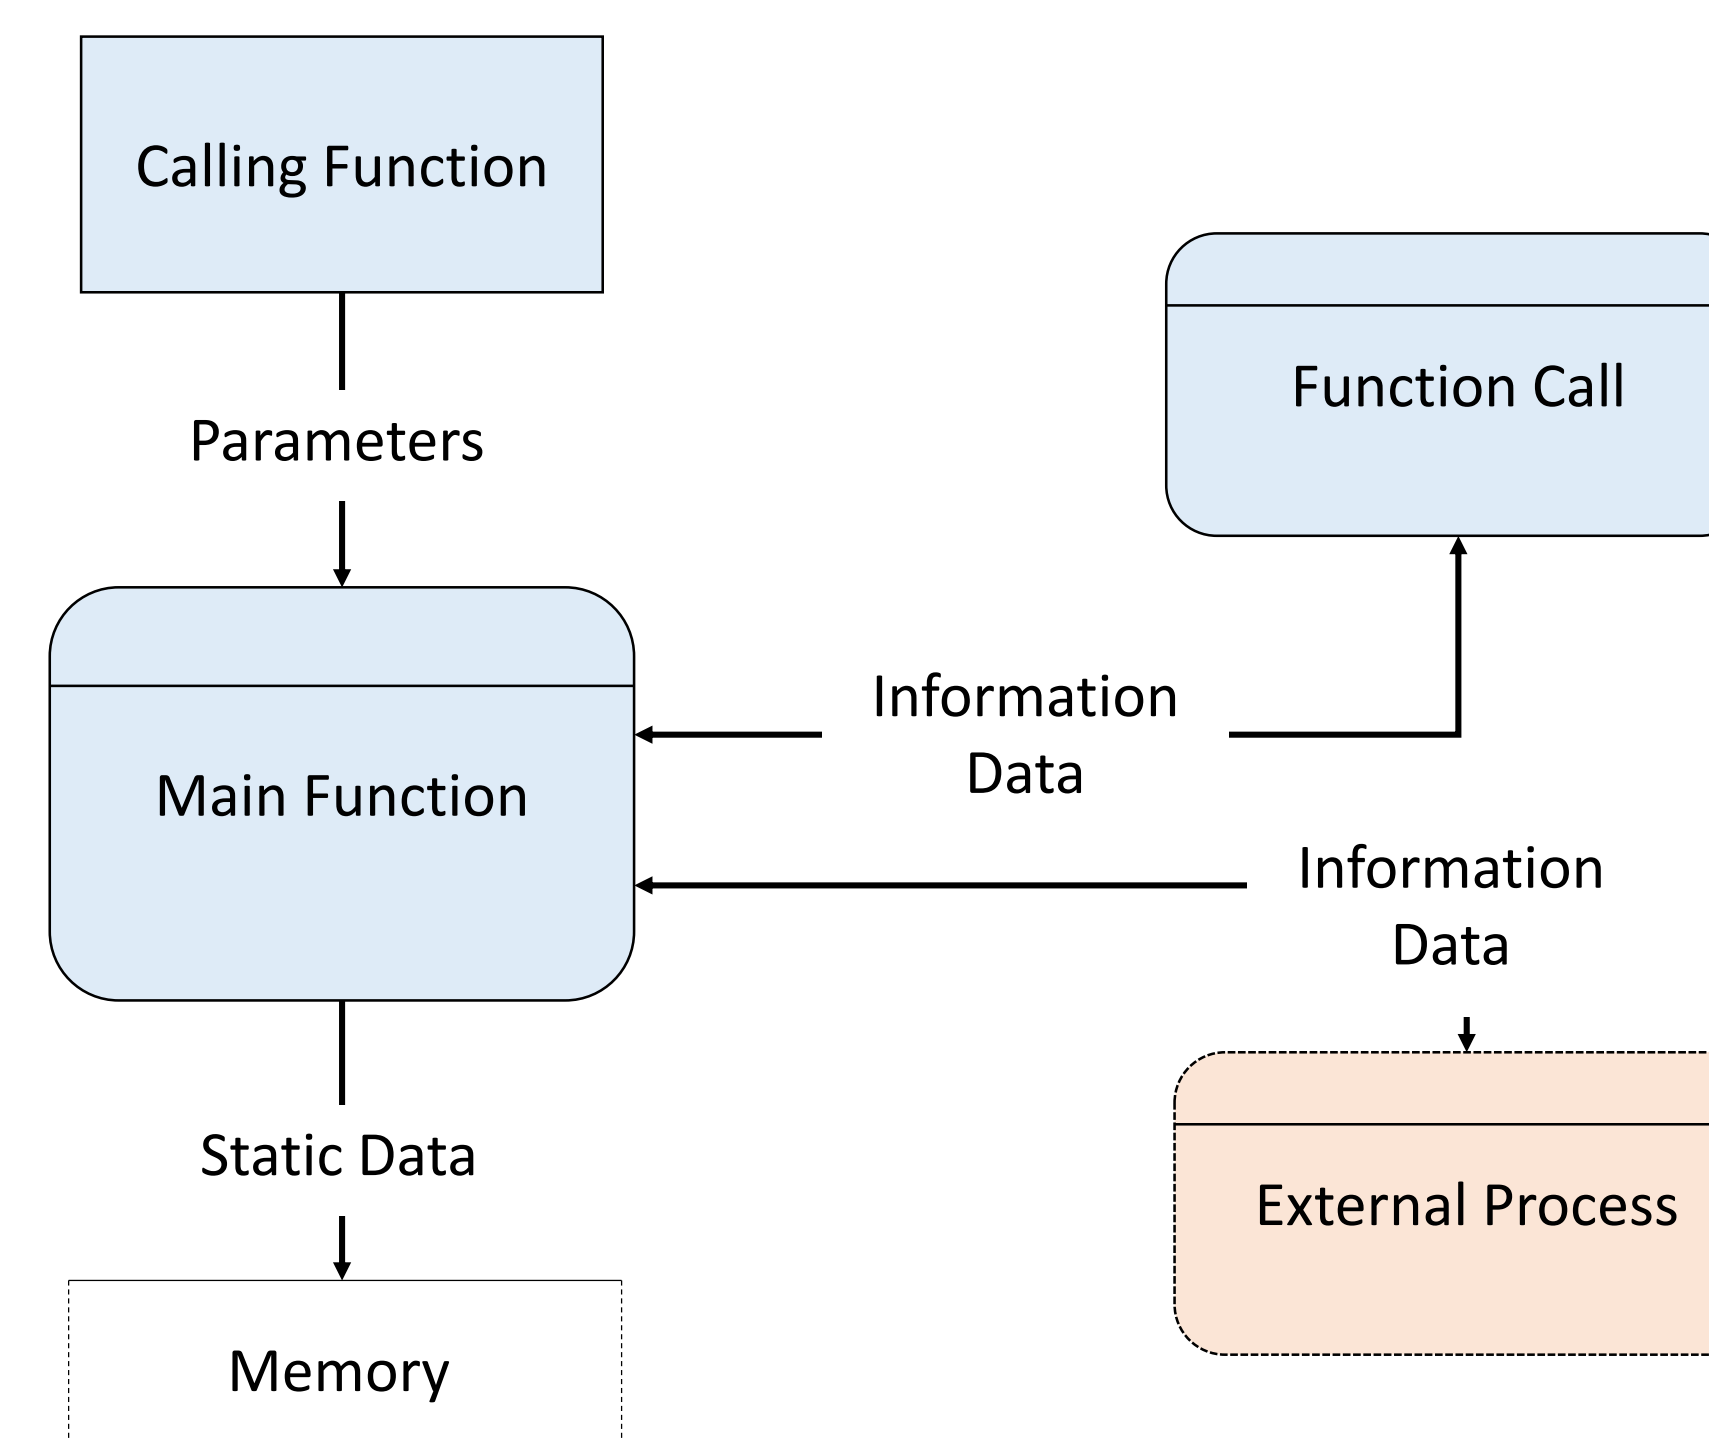 Calling Function
Function Call
Parameters
Information
Data
Main Function
Information
Data
Static Data
External Process
Memory